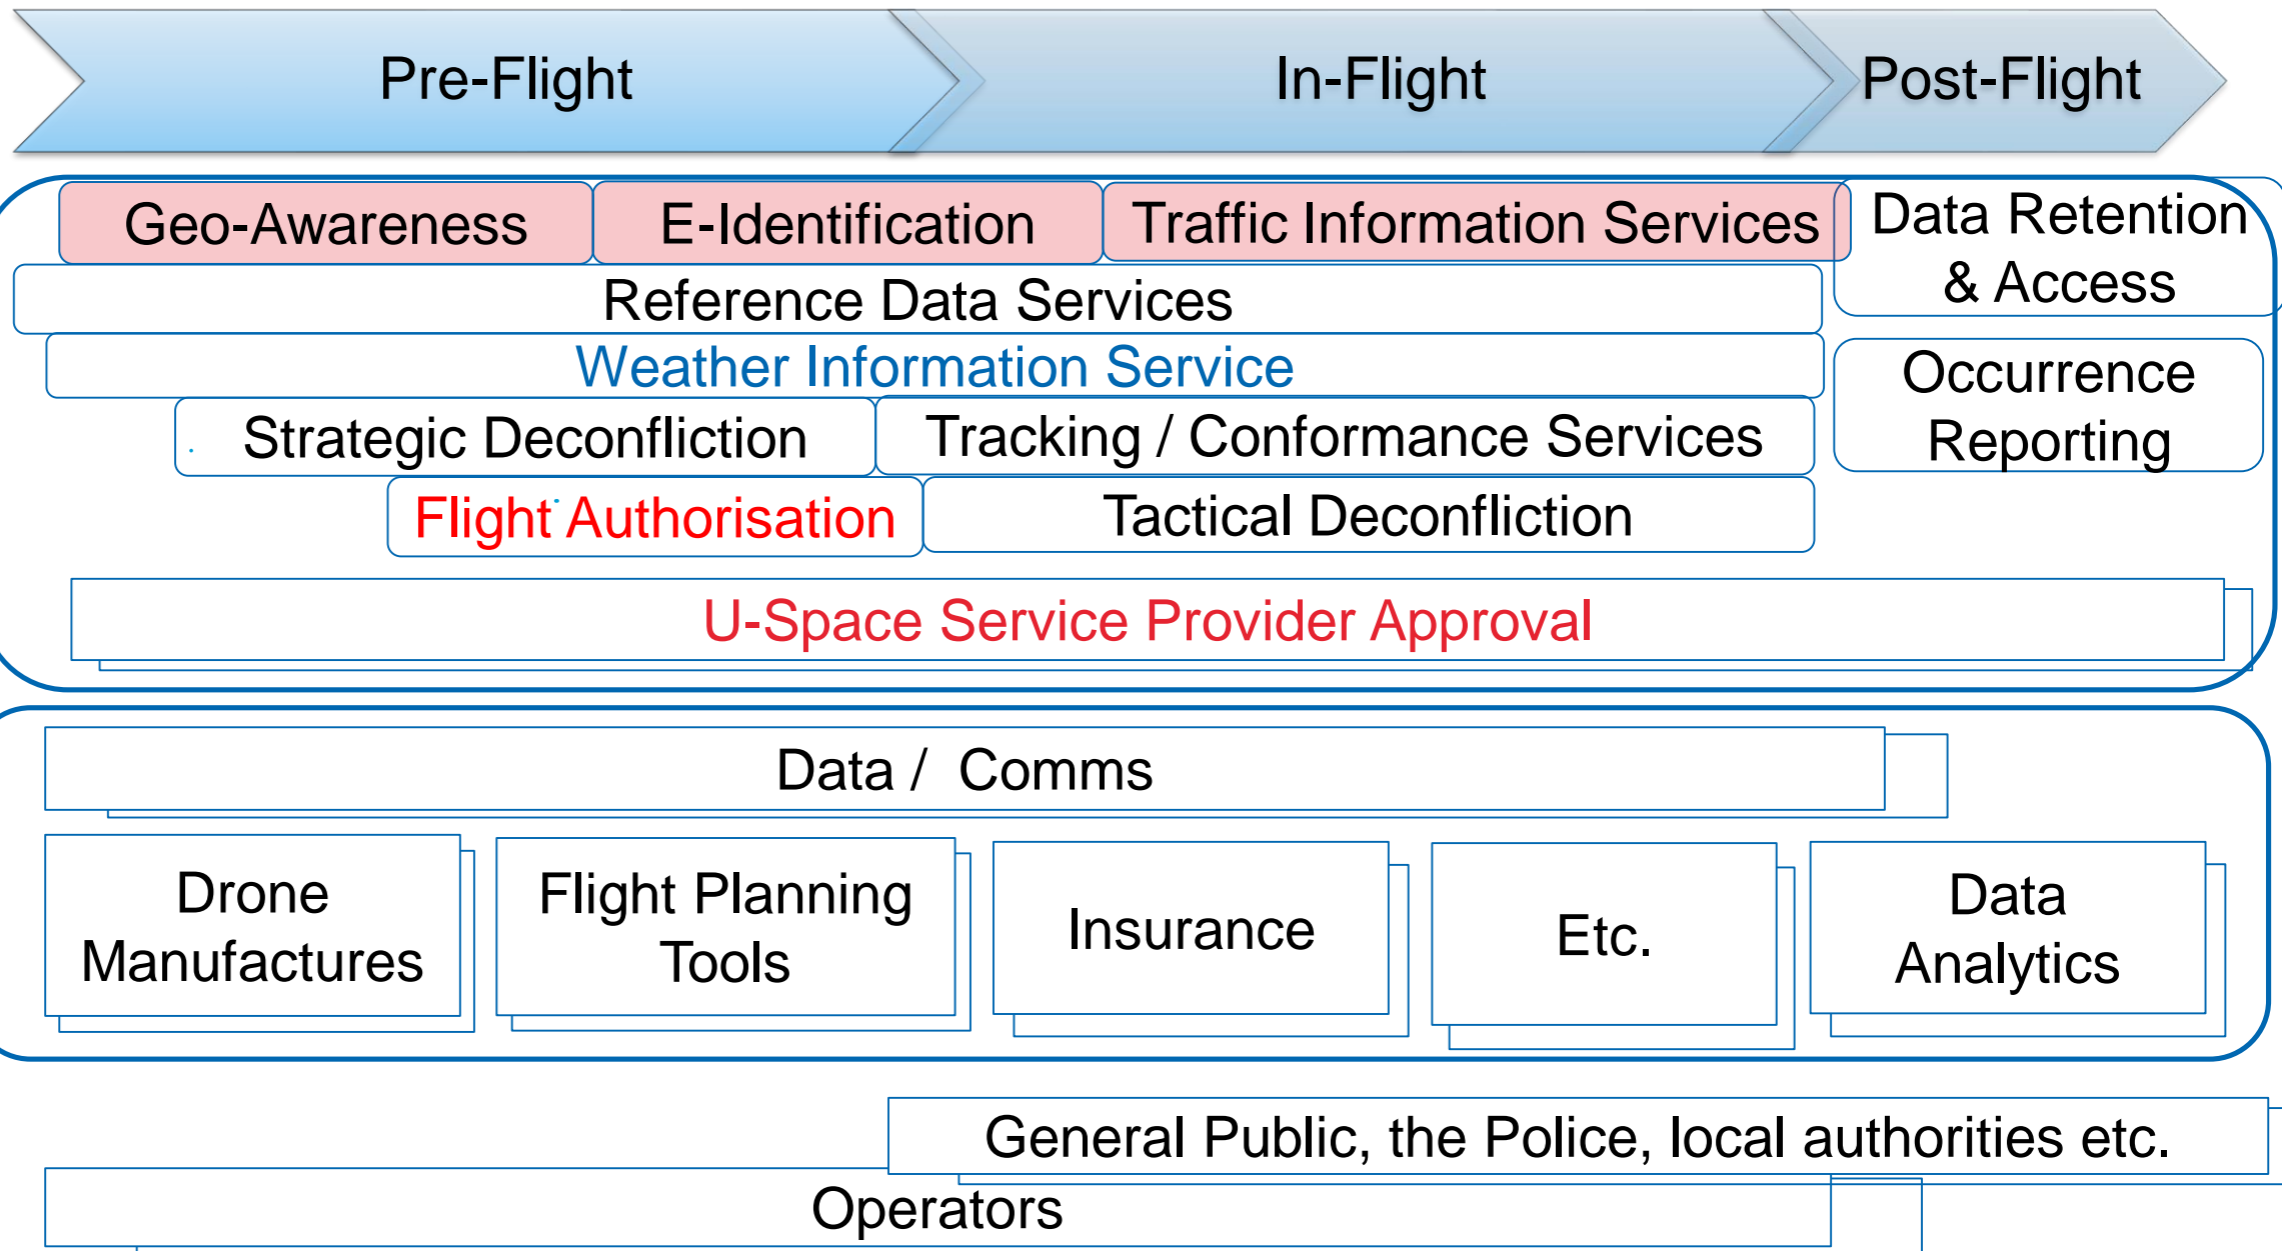 Pre-Flight
In-Flight
Post-Flight
Geo-Awareness
E-Identification
Traffic Information Services
Data Retention
& Access
Reference Data Services
Weather Information Service
Occurrence
Reporting
Strategic Deconfliction
Tracking / Conformance Services
Flight Authorisation
Tactical Deconfliction
U-Space Service Provider Approval
Data / Comms
Drone
Manufactures
Flight Planning
Tools
Insurance
Etc.
Data
Analytics
General Public, the Police, local authorities etc.
Operators